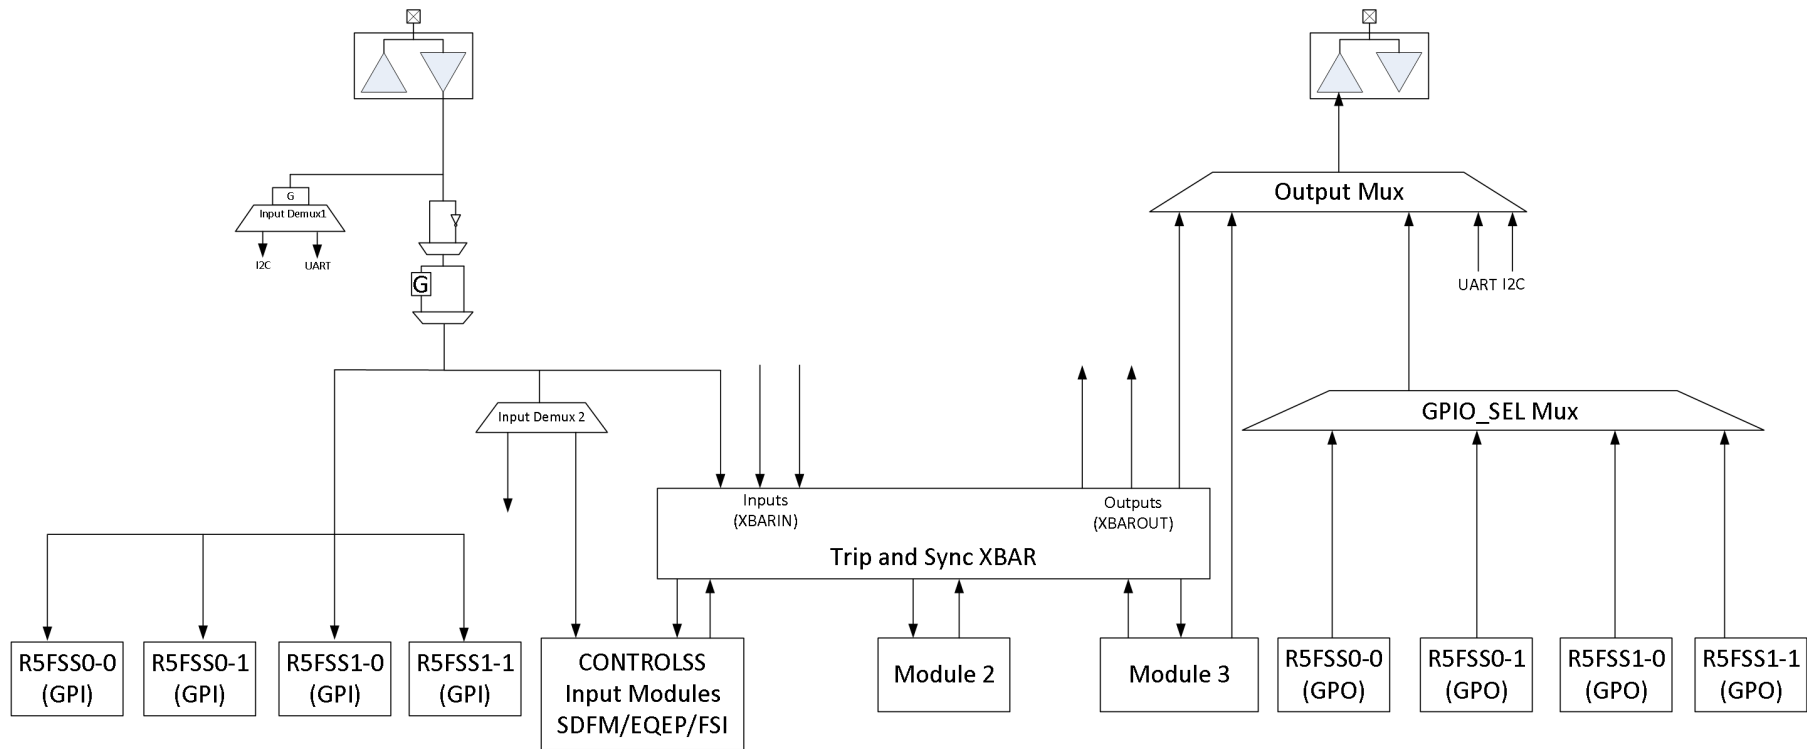 G
Input Demux1
I2C
UART
G
Output Mux
UART
I2C
Input Demux 2
GPIO_SEL Mux
Inputs
(XBARIN)
Outputs
(XBAROUT)
Trip and Sync XBAR
R5FSS0-0
(GPI)
R5FSS0-1
(GPI)
R5FSS1-0
(GPI)
R5FSS1-1
(GPI)
CONTROLSS
Input Modules
SDFM/EQEP/FSI
Module 2
Module 3
R5FSS0-0
(GPO)
R5FSS0-1
(GPO)
R5FSS1-0
(GPO)
R5FSS1-1
(GPO)